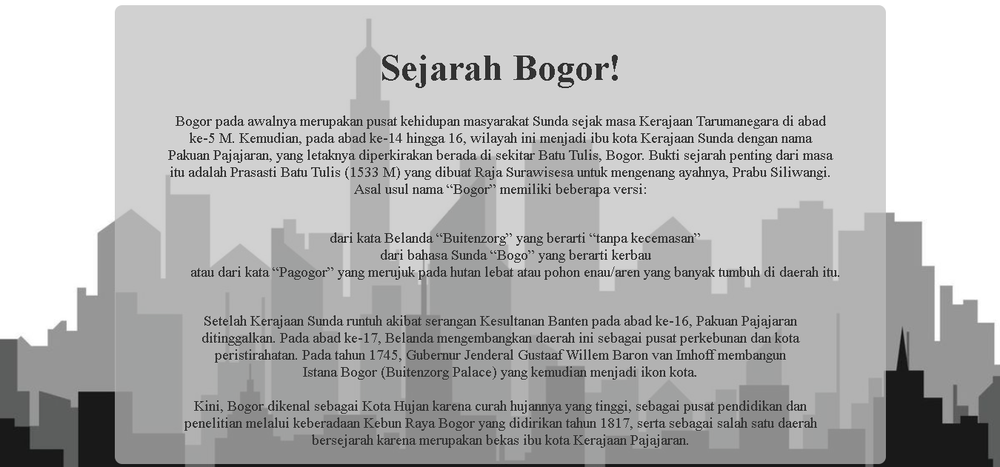 Sejarah Bogor!
Bogor pada awalnya merupakan pusat kehidupan masyarakat Sunda sejak masa Kerajaan Tarumanegara di abad
ke-5 M. Kemudian, pada abad ke-14 hingga 16, wilayah ini menjadi ibu kota Kerajaan Sunda dengan nama
Pakuan Pajajaran, yang letaknya diperkirakan berada di sekitar Batu Tulis, Bogor. Bukti sejarah penting dari masa
itu adalah Prasasti Batu Tulis (1533 M) yang dibuat Raja Surawisesa untuk mengenang ayahnya, Prabu Siliwangi.
Asal usul nama “Bogor” memiliki beberapa versi:
dari kata Belanda “Buitenzorg” yang berarti “tanpa kecemasan”
dari bahasa Sunda “Bogo” yang berarti kerbau
atau dari kata “Pagogor” yang merujuk pada hutan lebat atau pohon enau/aren yang banyak tumbuh di daerah itu.
Setelah Kerajaan Sunda runtuh akibat serangan Kesultanan Banten pada abad ke-16, Pakuan Pajajaran
ditinggalkan. Pada abad ke-17, Belanda mengembangkan daerah ini sebagai pusat perkebunan dan kota
peristirahatan. Pada tahun 1745, Gubernur Jenderal Gustaaf Willem Baron van Imhoff membangun
Istana Bogor (Buitenzorg Palace) yang kemudian menjadi ikon kota.
Kini, Bogor dikenal sebagai Kota Hujan karena curah hujannya yang tinggi, sebagai pusat pendidikan dan
penelitian melalui keberadaan Kebun Raya Bogor yang didirikan tahun 1817, serta sebagai salah satu daerah
bersejarah karena merupakan bekas ibu kota Kerajaan Pajajaran.